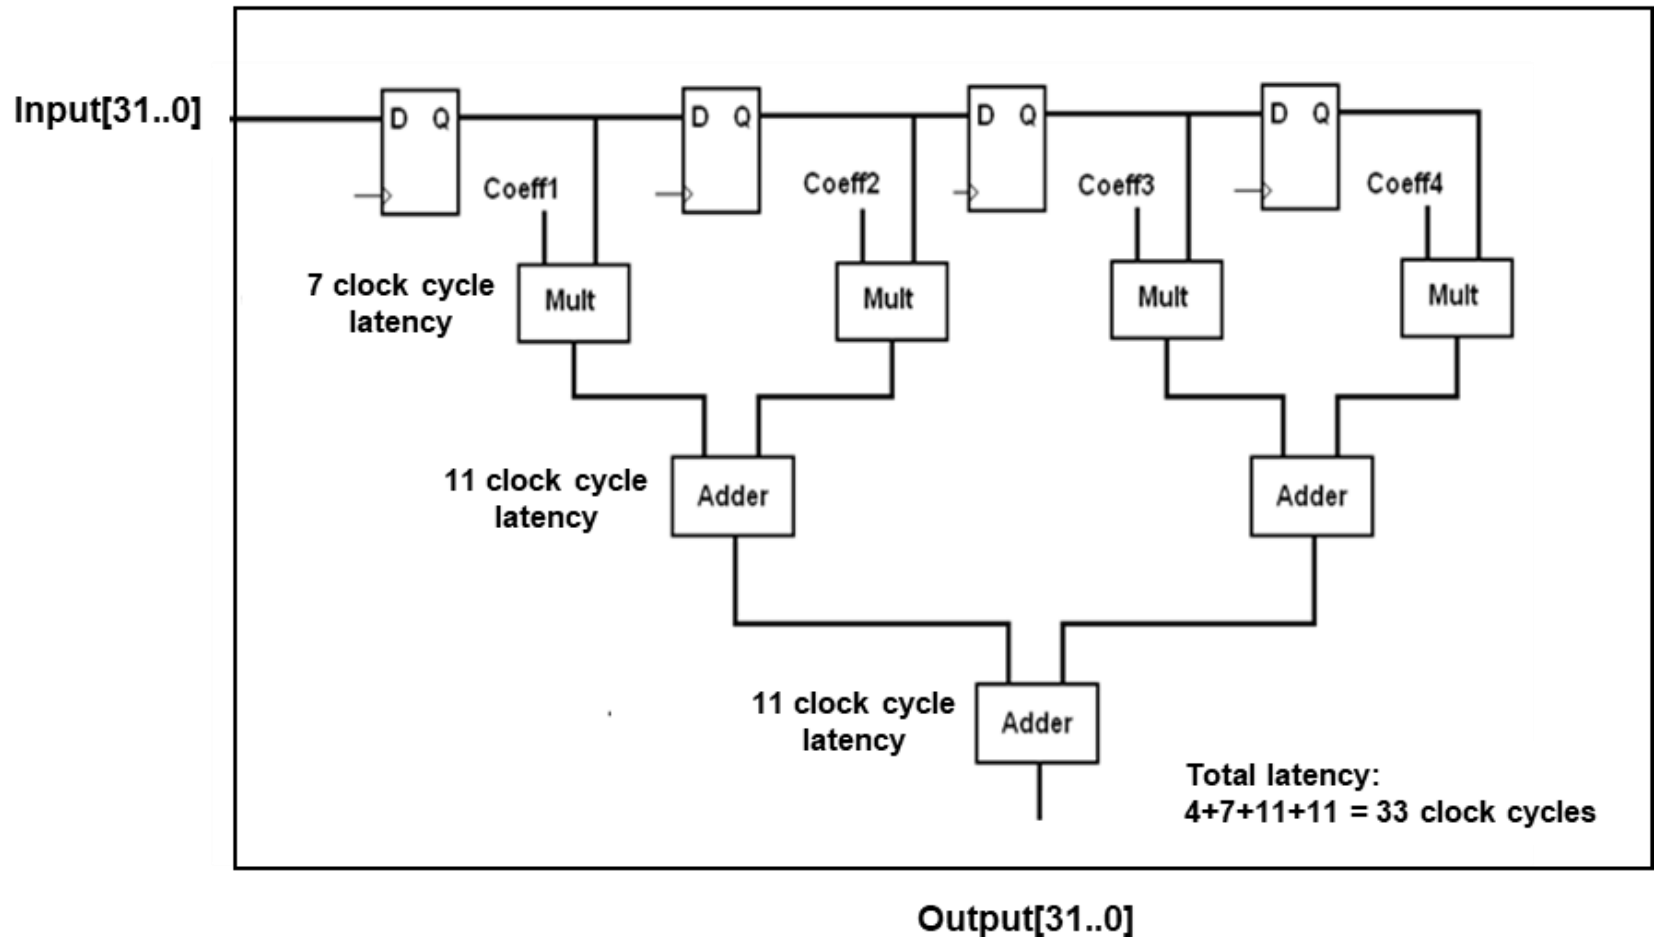 Input[31..0]
D Q
D Q
D Q
D Q
Coeff1
Coeff2
Coeff3
Coeff4
7 clock cycle
latency
Mult
Mult
Mult
Mult
11 clock cycle
latency
Adder
Adder
11 clock cycle
latency
Adder
Total latency:
4+7+11+11 = 33 clock cycles
Output[31..0]